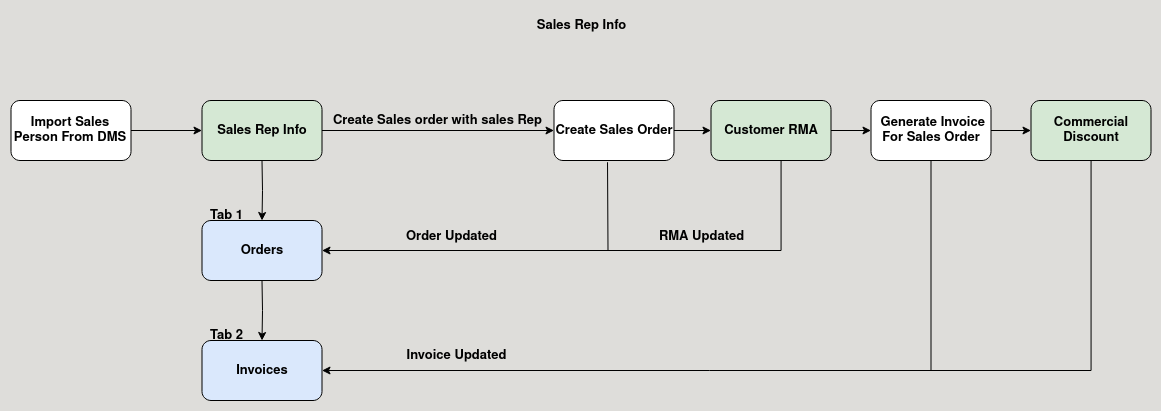 Sales Rep Info
Import Sales
Person From DMS
Sales Rep Info
Create Sales order with sales Rep
Create Sales Order
Customer RMA
Generate Invoice
For Sales Order
Commercial
Discount
Tab 1
Orders
Order Updated
RMA Updated
Tab 2
Invoices
Invoice Updated